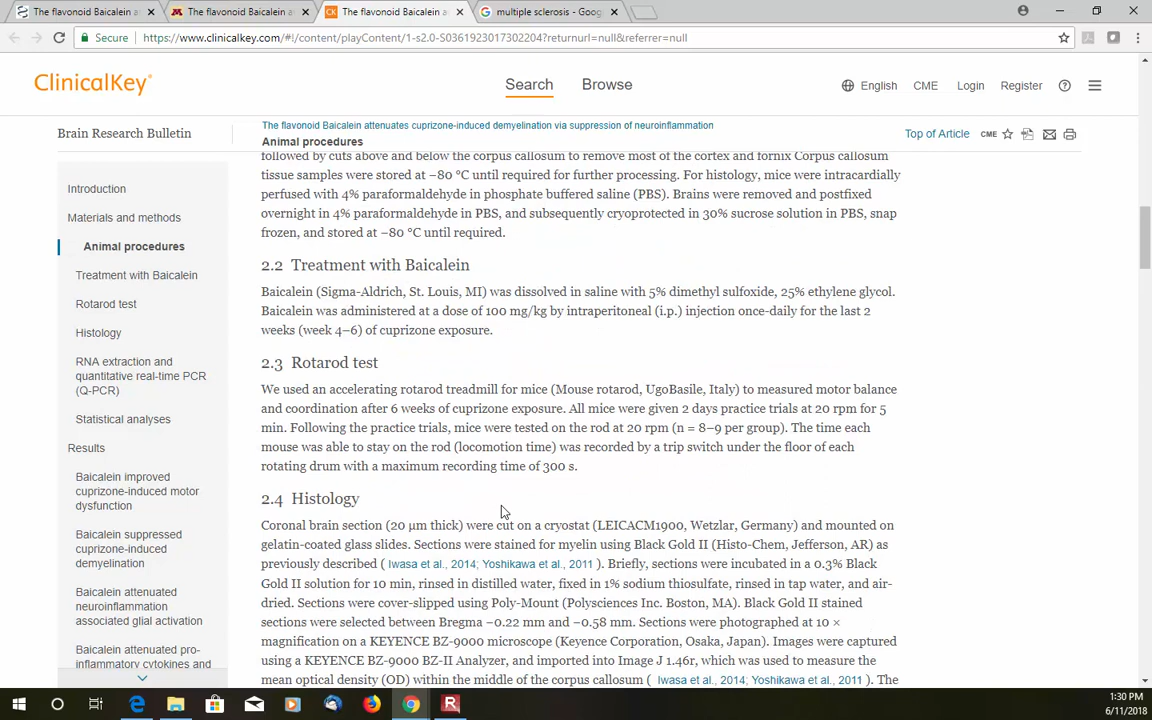 The flavonoid Baicalein a
The flavonoid Baicalein an
The flavonoid Baicalein a
multiple sclerosis - Goog
Secure
https://www.clinicalkey.com/#!/content/playContent/1-s2.0-S0361923017302204?returnurl=null&referrer=null
ClinicalKey®
Search
Browse
English
CME
Login
Register
Brain Research Bulletin
The flavonoid Baicalein attenuates cuprizone-induced demyelination via suppression of neuroinflammation
Animal procedures
Top of Article
CME
Introduction
Materials and methods
Animal procedures
Treatment with Baicalein
Rotarod test
Histology
RNA extraction and
quantitative real-time PCR
(Q-PCR)
Statistical analyses
Results
Baicalein improved
cuprizone-induced motor
dysfunction
Baicalein suppressed
cuprizone-induced
demyelination
Baicalein attenuated
neuroinflammation
associated glial activation
Baicalein attenuated pro-
inflammatory cytokines and
followed by cuts above and below the corpus callosum to remove most of the cortex and fornix Corpus callosum
tissue samples were stored at −80 °C until required for further processing. For histology, mice were intracardially
perfused with 4% paraformaldehyde in phosphate buffered saline (PBS). Brains were removed and postfixed
overnight in 4% paraformaldehyde in PBS, and subsequently cryoprotected in 30% sucrose solution in PBS, snap
frozen, and stored at −80 °C until required.
2.2 Treatment with Baicalein
Baicalein (Sigma-Aldrich, St. Louis, MI) was dissolved in saline with 5% dimethyl sulfoxide, 25% ethylene glycol.
Baicalein was administered at a dose of 100 mg/kg by intraperitoneal (i.p.) injection once-daily for the last 2
weeks (week 4–6) of cuprizone exposure.
2.3 Rotarod test
We used an accelerating rotarod treadmill for mice (Mouse rotarod, UgoBasile, Italy) to measured motor balance
and coordination after 6 weeks of cuprizone exposure. All mice were given 2 days practice trials at 20 rpm for 5
min. Following the practice trials, mice were tested on the rod at 20 rpm (n = 8–9 per group). The time each
mouse was able to stay on the rod (locomotion time) was recorded by a trip switch under the floor of each
rotating drum with a maximum recording time of 300 s.
2.4 Histology
Coronal brain section (20 μm thick) were cut on a cryostat (LEICACM1900, Wetzlar, Germany) and mounted on
gelatin-coated glass slides. Sections were stained for myelin using Black Gold II (Histo-Chem, Jefferson, AR) as
previously described ( Iwasa et al., 2014; Yoshikawa et al., 2011 ). Briefly, sections were incubated in a 0.3% Black
Gold II solution for 10 min, rinsed in distilled water, fixed in 1% sodium thiosulfate, rinsed in tap water, and air-
dried. Sections were cover-slipped using Poly-Mount (Polysciences Inc. Boston, MA). Black Gold II stained
sections were selected between Bregma −0.22 mm and −0.58 mm. Sections were photographed at 10 ×
magnification on a KEYENCE BZ-9000 microscope (Keyence Corporation, Osaka, Japan). Images were captured
using a KEYENCE BZ-9000 BZ-II Analyzer, and imported into Image J 1.46r, which was used to measure the
mean optical density (OD) within the middle of the corpus callosum ( Iwasa et al., 2014; Yoshikawa et al., 2011 ). The
1:30 PM
6/11/2018